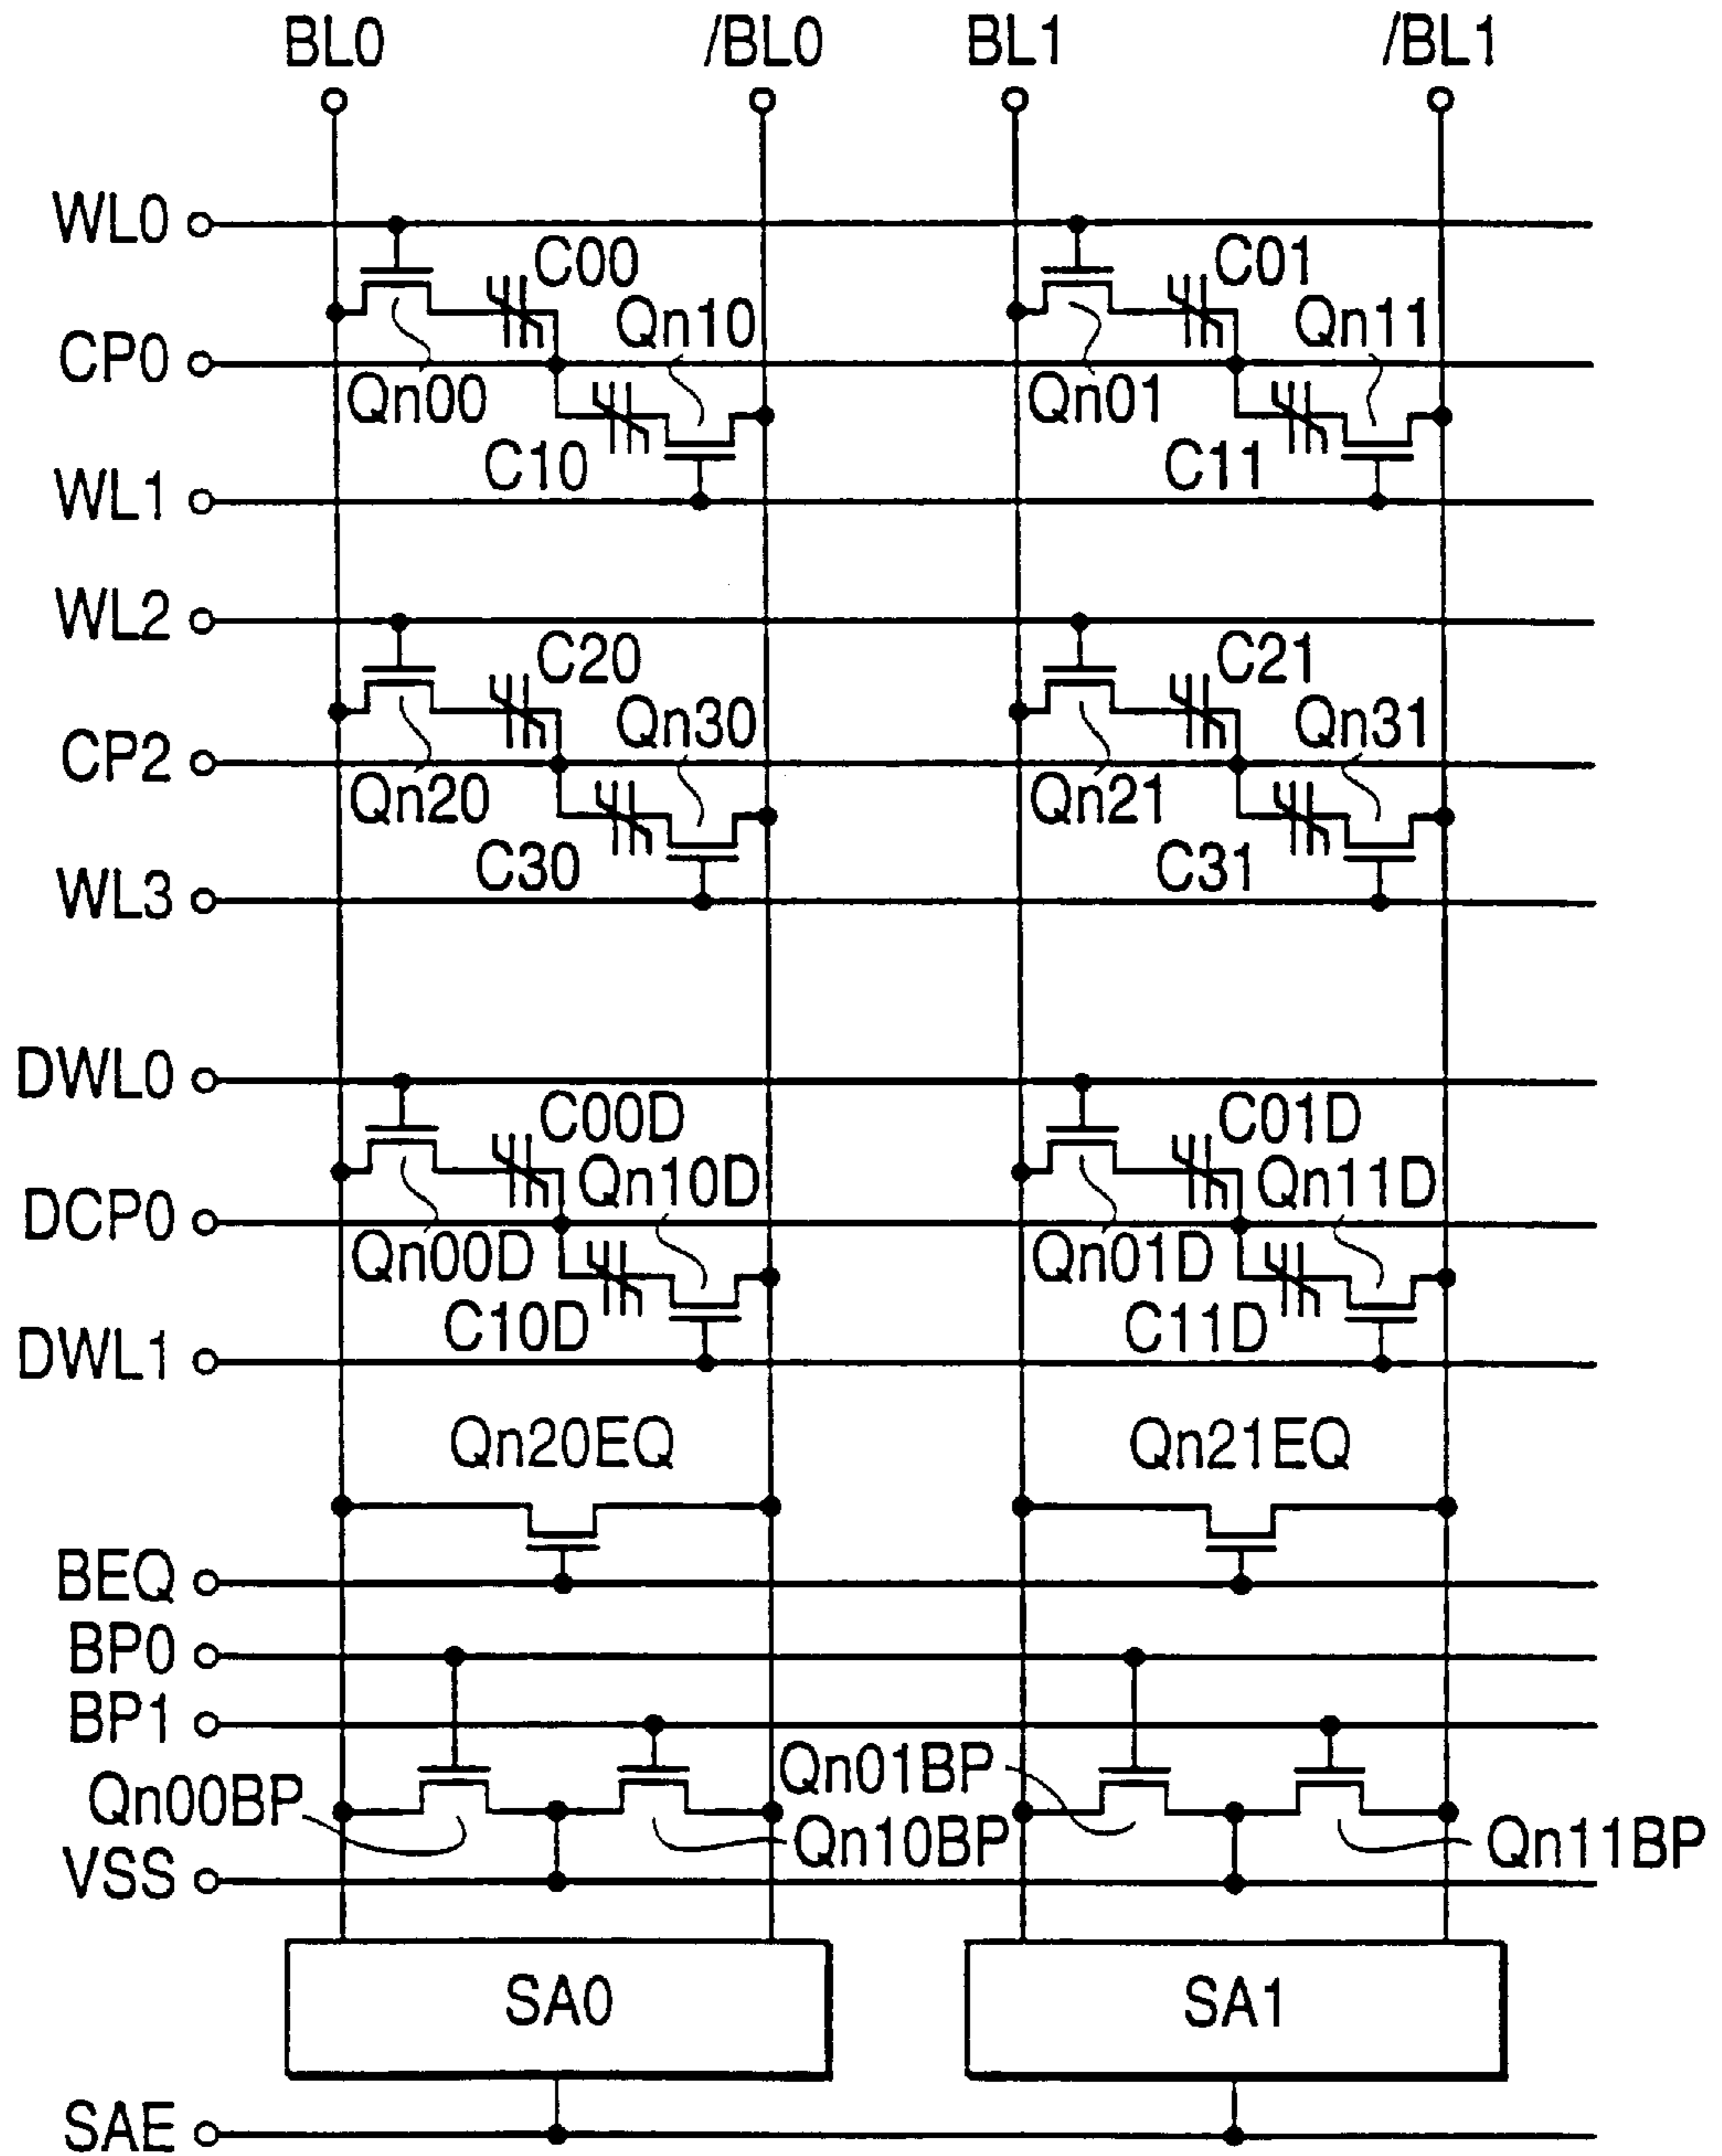 BL0 /BL0 BL1 /BL1
WL0
C00 C01
Qn10 Qn11
CP0
Qn00 Qn01
C10 C11
WL1
WL2
C20 C21
Qn30 Qn31
CP2
Qn20 Qn21
C30 C31
WL3
DWL0
C00D C01D
Qn10D Qn11D
DCP0
Qn00D Qn01D
C10D C11D
DWL1
Qn20EQ Qn21EQ
BEQ
BP0
BP1
Qn01BP
Qn00BP
Qn10BP Qn11BP
VSS
SA0 SA1
SAE